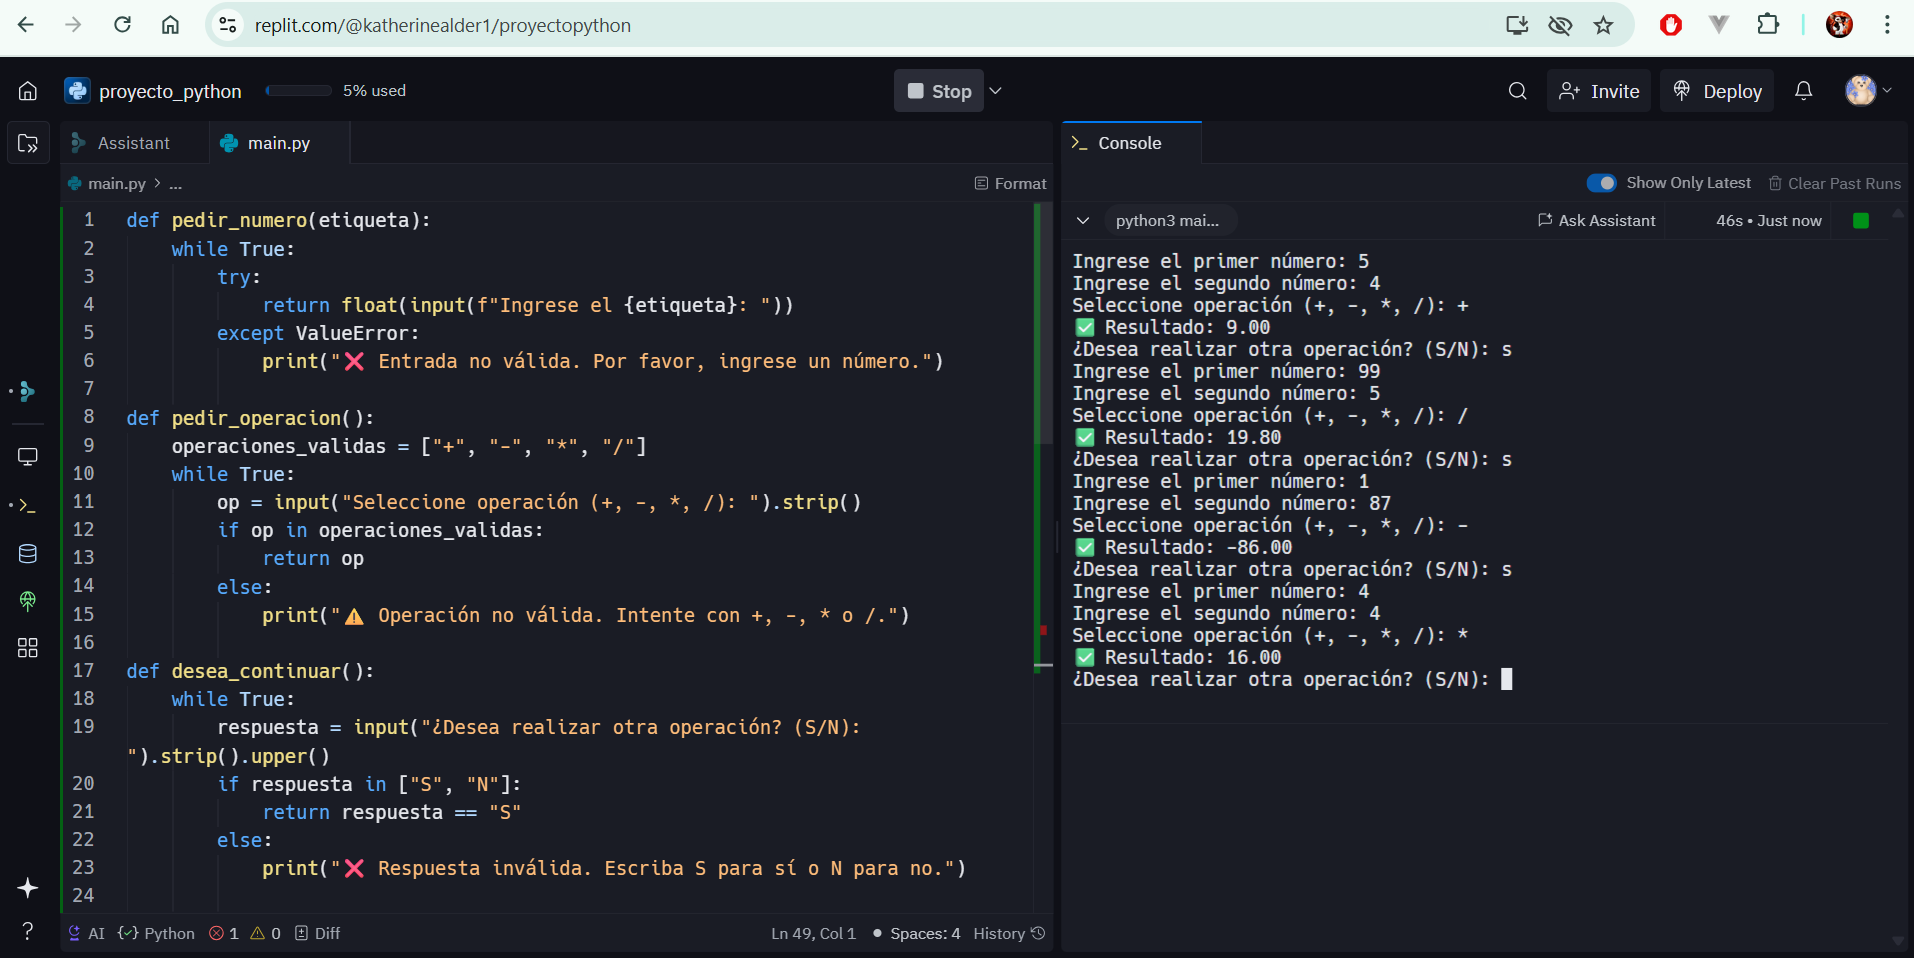 replit.com/@katherinealder1/proyectopython
proyecto_python
5% used
Stop
Invite
Deploy
Assistant
main.py
main.py > ...
Format
1 def pedir_numero(etiqueta):
2     while True:
3         try:
4             return float(input(f"Ingrese el {etiqueta}: "))
5         except ValueError:
6             print("❌ Entrada no válida. Por favor, ingrese un número.")
7
8 def pedir_operacion():
9     operaciones_validas = ["+", "-", "*", "/"]
10     while True:
11         op = input("Seleccione operación (+, -, *, /): ").strip()
12         if op in operaciones_validas:
13             return op
14         else:
15             print("⚠️ Operación no válida. Intente con +, -, * o /.")
16
17 def desea_continuar():
18     while True:
19         respuesta = input("¿Desea realizar otra operación? (S/N):
").strip().upper()
20         if respuesta in ["S", "N"]:
21             return respuesta == "S"
22         else:
23             print("❌ Respuesta inválida. Escriba S para sí o N para no.")
24
AI
Python
1
0
Diff
Ln 49, Col 1
Spaces: 4
History
Console
Show Only Latest
Clear Past Runs
python3 mai...
Ask Assistant
46s • Just now
Ingrese el primer número: 5
Ingrese el segundo número: 4
Seleccione operación (+, -, *, /): +
✅ Resultado: 9.00
¿Desea realizar otra operación? (S/N): s
Ingrese el primer número: 99
Ingrese el segundo número: 5
Seleccione operación (+, -, *, /): /
✅ Resultado: 19.80
¿Desea realizar otra operación? (S/N): s
Ingrese el primer número: 1
Ingrese el segundo número: 87
Seleccione operación (+, -, *, /): -
✅ Resultado: -86.00
¿Desea realizar otra operación? (S/N): s
Ingrese el primer número: 4
Ingrese el segundo número: 4
Seleccione operación (+, -, *, /): *
✅ Resultado: 16.00
¿Desea realizar otra operación? (S/N):